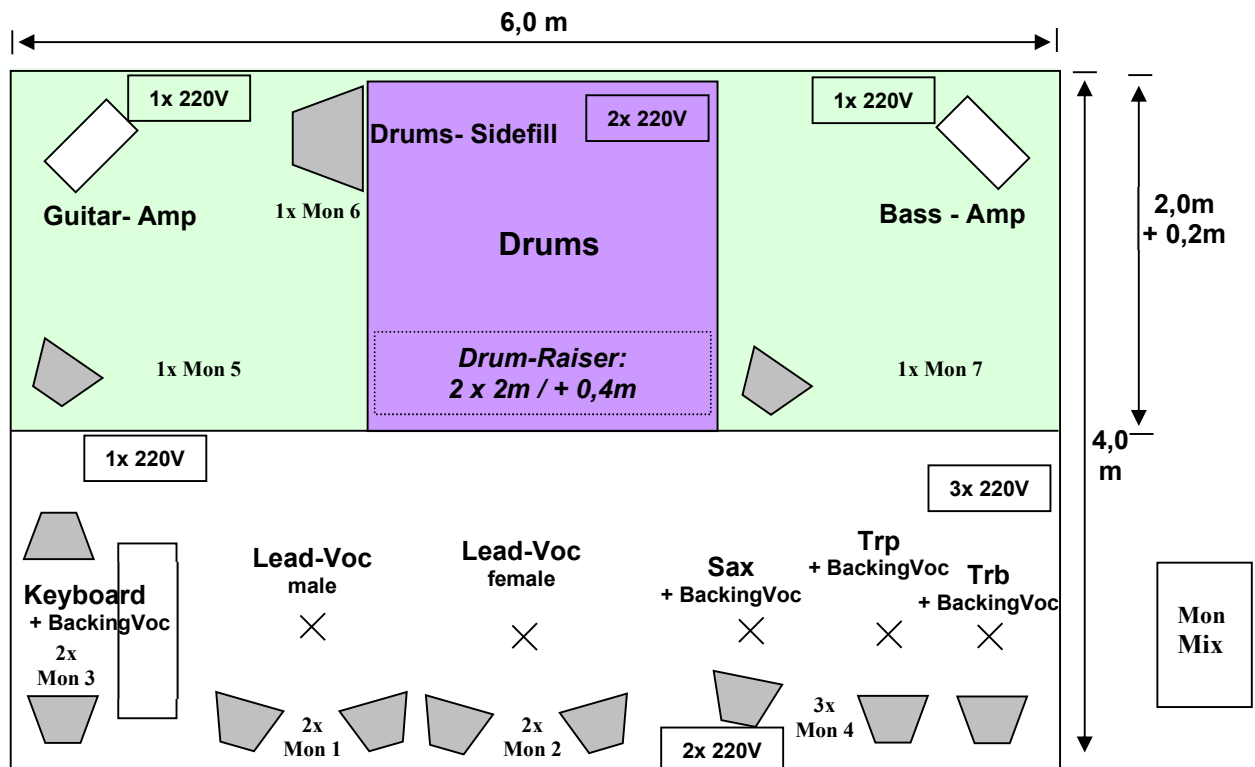 6,0 m
1x 220V
2x 220V
1x 220V
Drums- Sidefill
Guitar- Amp
1x Mon 6
Bass - Amp
2,0m
+ 0,2m
Drums
1x Mon 5
Drum-Raiser:
2 x 2m / + 0,4m
1x Mon 7
4,0
m
1x 220V
3x 220V
Keyboard
+ BackingVoc
2x
Mon 3
Lead-Voc
male
Lead-Voc
female
Sax
+ BackingVoc
Trp
+ BackingVoc
Trb
+ BackingVoc
Mon
Mix
2x
Mon 1
2x
Mon 2
3x
Mon 4
2x 220V